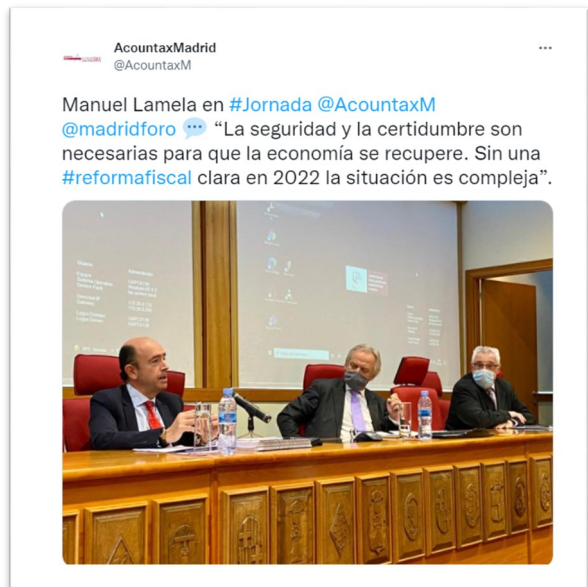 AcountaxMadrid
@AcountaxM
Manuel Lamela en #Jornada @AcountaxM
@madridforo 💬 “La seguridad y la certidumbre son
necesarias para que la economía se recupere. Sin una
#reformafiscal clara en 2022 la situación es compleja”.